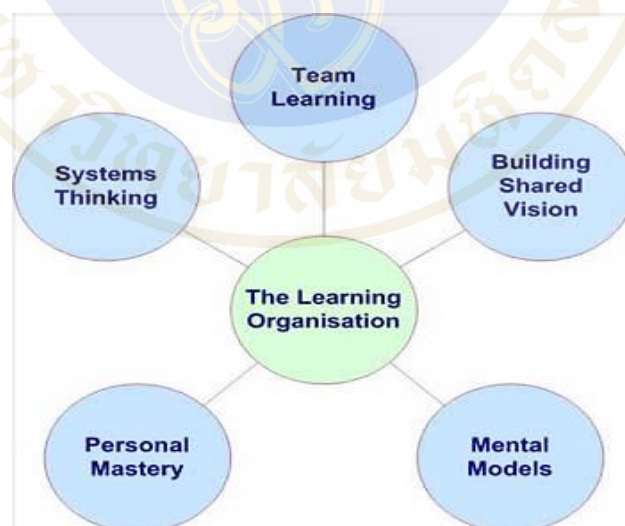 Team
Learning
Systems
Thinking
Building
Shared
Vision
The Learning
Organisation
Personal
Mastery
Mental
Models